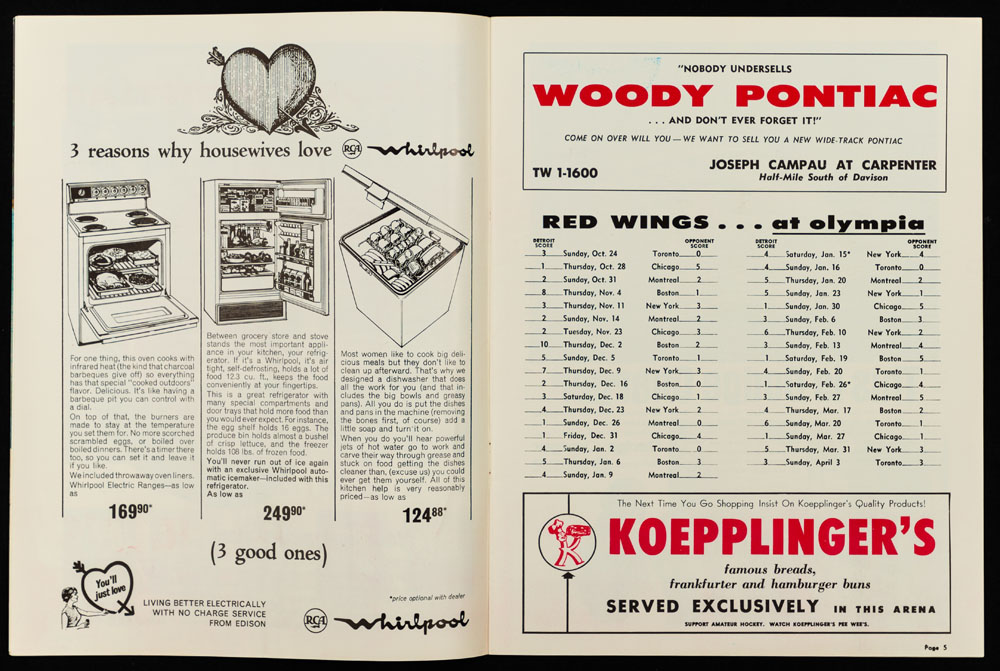 3 reasons why housewives love RCA Whirlpool
For one thing, this oven cooks with
infrared heat (the kind that charcoal
barbeques give off) so everything
has that special "cooked outdoors"
flavor. Delicious. It's like having a
barbeque pit you can control with
a dial.
On top of that, the burners are
made to stay at the temperature
you set them for. No more scorched
scrambled eggs, or boiled over
boiled dinners. There's a timer there
too, so you can set it and leave it
if you like.
We included throwaway oven liners.
Whirlpool Electric Ranges—as low
as
169⁹⁰*
Between grocery store and stove
stands the most important appli-
ance in your kitchen, your refrig-
erator. If it's a Whirlpool, it's air
tight, self-defrosting, holds a lot of
food 12.3 cu. ft., keeps the food
conveniently at your fingertips.
This is a great refrigerator with
many special compartments and
door trays that hold more food than
you would ever expect. For instance,
the egg shelf holds 16 eggs. The
produce bin holds almost a bushel
of crisp lettuce, and the freezer
holds 108 lbs. of frozen food.
You'll never run out of ice again
with an exclusive Whirlpool auto-
matic icemaker—included with this
refrigerator.
As low as
249⁹⁰*
Most women like to cook big deli-
cious meals but they don't like to
clean up afterward. That's why we
designed a dishwasher that does
all the work for you (and that in-
cludes the big bowls and greasy
pans). All you do is put the dishes
and pans in the machine (removing
the bones first, of course) add a
little soap and turn it on.
When you do you'll hear powerful
jets of hot water go to work and
carve their way through grease and
stuck on food getting the dishes
cleaner than, (excuse us) you could
ever get them yourself. All of this
kitchen help is very reasonably
priced—as low as
124⁸⁸*
(3 good ones)
You'll
just love
LIVING BETTER ELECTRICALLY
WITH NO CHARGE SERVICE
FROM EDISON
*price optional with dealer
RCA Whirlpool
"NOBODY UNDERSELLS
WOODY PONTIAC
. . . AND DON'T EVER FORGET IT!"
COME ON OVER WILL YOU — WE WANT TO SELL YOU A NEW WIDE-TRACK PONTIAC
TW 1-1600
JOSEPH CAMPAU AT CARPENTER
Half-Mile South of Davison
RED WINGS . . . at olympia
DETROIT SCORE OPPONENT SCORE
3 Sunday, Oct. 24 Toronto 0
1 Thursday, Oct. 28 Chicago 5
2 Sunday, Oct. 31 Montreal 2
8 Thursday, Nov. 4 Boston 1
3 Thursday, Nov. 11 New York 3
2 Sunday, Nov. 14 Montreal 2
2 Tuesday, Nov. 23 Chicago 3
10 Thursday, Dec. 2 Boston 2
5 Sunday, Dec. 5 Toronto 1
7 Thursday, Dec. 9 New York 3
2 Thursday, Dec. 16 Boston 0
3 Saturday, Dec. 18 Chicago 1
4 Thursday, Dec. 23 New York 2
1 Sunday, Dec. 26 Montreal 0
1 Friday, Dec. 31 Chicago 4
4 Sunday, Jan. 2 Toronto 0
5 Thursday, Jan. 6 Boston 3
4 Sunday, Jan. 9 Montreal 2
DETROIT SCORE OPPONENT SCORE
4 Saturday, Jan. 15* New York 4
4 Sunday, Jan. 16 Toronto 0
5 Thursday, Jan. 20 Montreal 2
5 Sunday, Jan. 23 New York 1
1 Sunday, Jan. 30 Chicago 5
3 Sunday, Feb. 6 Boston 3
6 Thursday, Feb. 10 New York 2
3 Sunday, Feb. 13 Montreal 4
1 Saturday, Feb. 19 Boston 5
4 Sunday, Feb. 20 Toronto 1
1 Saturday, Feb. 26* Chicago 4
3 Sunday, Feb. 27 Montreal 5
4 Thursday, Mar. 17 Boston 2
6 Sunday, Mar. 20 Toronto 1
1 Sunday, Mar. 27 Chicago 1
5 Thursday, Mar. 31 New York 3
3 Sunday, April 3 Toronto 3
The Next Time You Go Shopping Insist On Koepplinger's Quality Products!
KOEPPLINGER'S
famous breads,
frankfurter and hamburger buns
SERVED EXCLUSIVELY IN THIS ARENA
SUPPORT AMATEUR HOCKEY. WATCH KOEPPLINGER'S PEE WEE'S.
Page 5